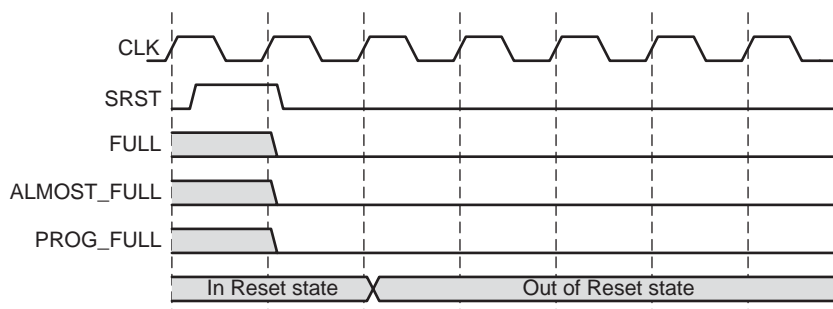 CLK
SRST
FULL
ALMOST_FULL
PROG_FULL
In Reset state Out of Reset state